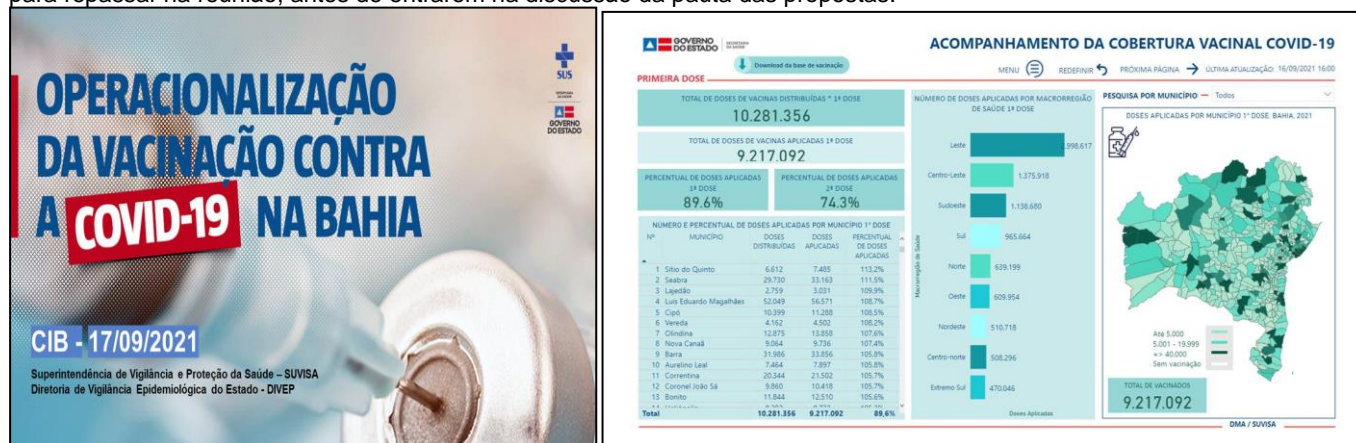 para repassar na reunião, antes de entrarem na discussão da pauta das propostas.
SUS
SECRETARIA
DA SAÚDE
GOVERNO
DO ESTADO
OPERACIONALIZAÇÃO
DA VACINAÇÃO CONTRA
A COVID-19 NA BAHIA
CIB - 17/09/2021
Superintendência de Vigilância e Proteção da Saúde – SUVISA
Diretoria de Vigilância Epidemiológica do Estado - DIVEP
GOVERNO
DO ESTADO
SECRETARIA
DA SAÚDE
ACOMPANHAMENTO DA COBERTURA VACINAL COVID-19
Download da base de vacinação
MENU REDEFINIR PRÓXIMA PÁGINA ÚLTIMA ATUALIZAÇÃO: 16/09/2021 16:00
PRIMEIRA DOSE
TOTAL DE DOSES DE VACINAS DISTRIBUÍDAS * 1ª DOSE
10.281.356
TOTAL DE DOSES DE VACINAS APLICADAS 1ª DOSE
9.217.092
PERCENTUAL DE DOSES APLICADAS
1ª DOSE
89.6%
PERCENTUAL DE DOSES APLICADAS
2ª DOSE
74.3%
NÚMERO E PERCENTUAL DE DOSES APLICADAS POR MUNICÍPIO 1ª DOSE
Nº MUNICÍPIO DOSES DISTRIBUÍDAS DOSES APLICADAS PERCENTUAL DE DOSES APLICADAS
1 Sítio do Quinto 6.612 7.485 113,2%
2 Seabra 29.730 33.163 111,5%
3 Lajedão 2.759 3.031 109,9%
4 Luís Eduardo Magalhães 52.049 56.571 108,7%
5 Cipó 10.399 11.288 108,5%
6 Vereda 4.162 4.502 108,2%
7 Olindina 12.875 13.858 107,6%
8 Nova Canaã 9.064 9.736 107,4%
9 Barra 31.986 33.856 105,8%
10 Aurelino Leal 7.464 7.897 105,8%
11 Correntina 20.344 21.502 105,7%
12 Coronel João Sá 9.860 10.418 105,7%
13 Bonito 11.844 12.510 105,6%
Total 10.281.356 9.217.092 89,6%
NÚMERO DE DOSES APLICADAS POR MACRORREGIÃO
DE SAÚDE 1ª DOSE
Macrorregião de Saúde
Leste 2.998.617
Centro-Leste 1.375.918
Sudoeste 1.138.680
Sul 965.664
Norte 639.199
Oeste 609.954
Nordeste 510.718
Centro-norte 508.296
Extremo Sul 470.046
Doses Aplicadas
PESQUISA POR MUNICÍPIO Todos
DOSES APLICADAS POR MUNICÍPIO 1ª DOSE. BAHIA, 2021
Até 5.000
5.001 - 19.999
=> 40.000
Sem vacinação
TOTAL DE VACINADOS
9.217.092
DMA / SUVISA